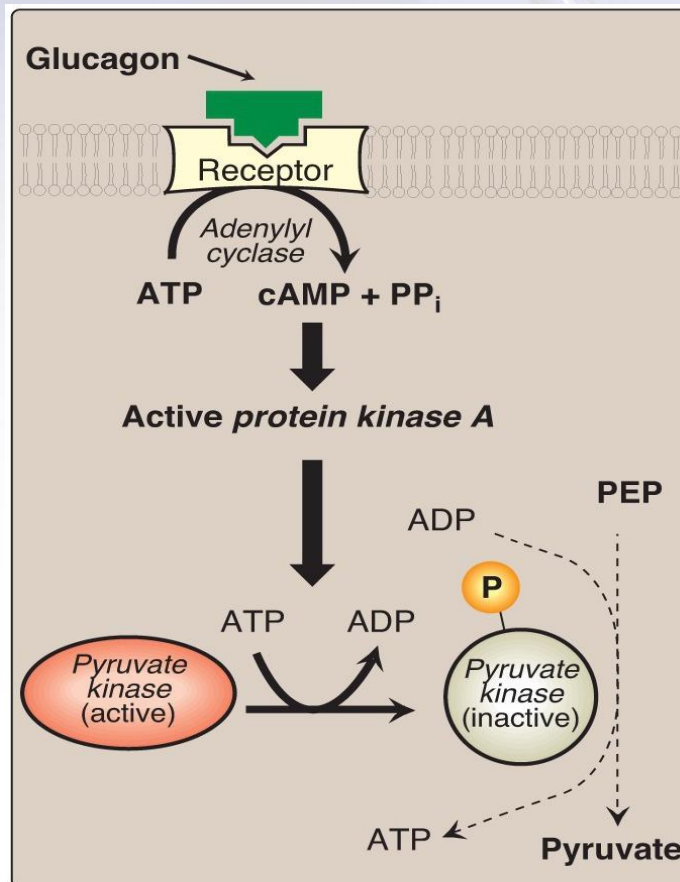 Glucagon
Receptor
Adenylyl
cyclase
ATP
cAMP + PPi
Active protein kinase A
PEP
ADP
P
ATP
ADP
Pyruvate
kinase
(active)
Pyruvate
kinase
(inactive)
ATP
Pyruvate